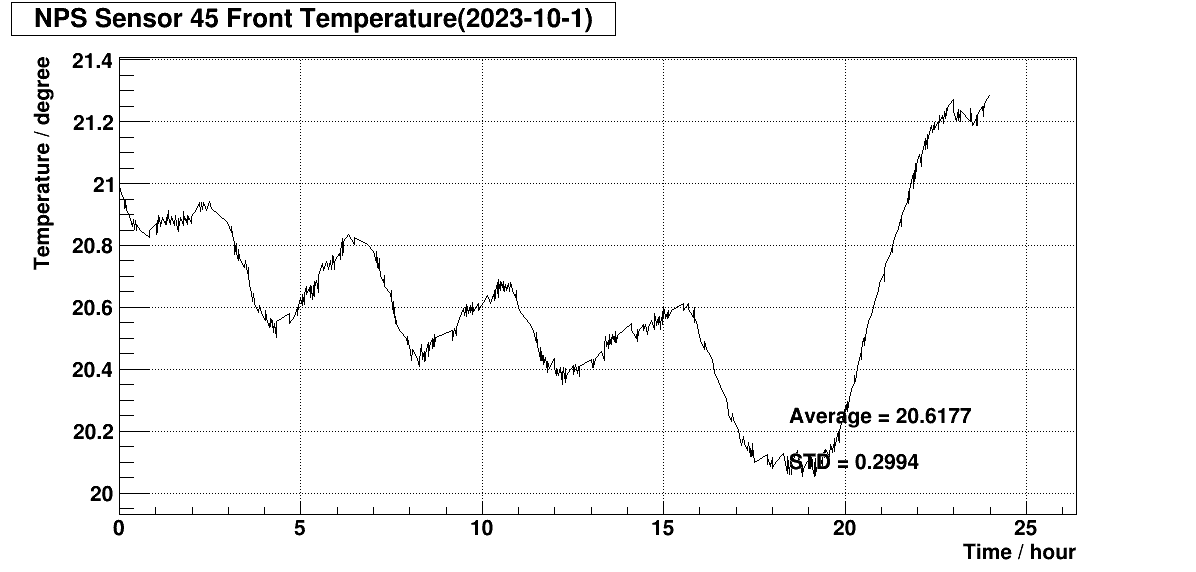 NPS Sensor 45 Front Temperature(2023-10-1)
Temperature / degree
21.4
21.2
21
20.8
20.6
20.4
20.2
20
Average = 20.6177
STD = 0.2994
0 5 10 15 20 25
Time / hour